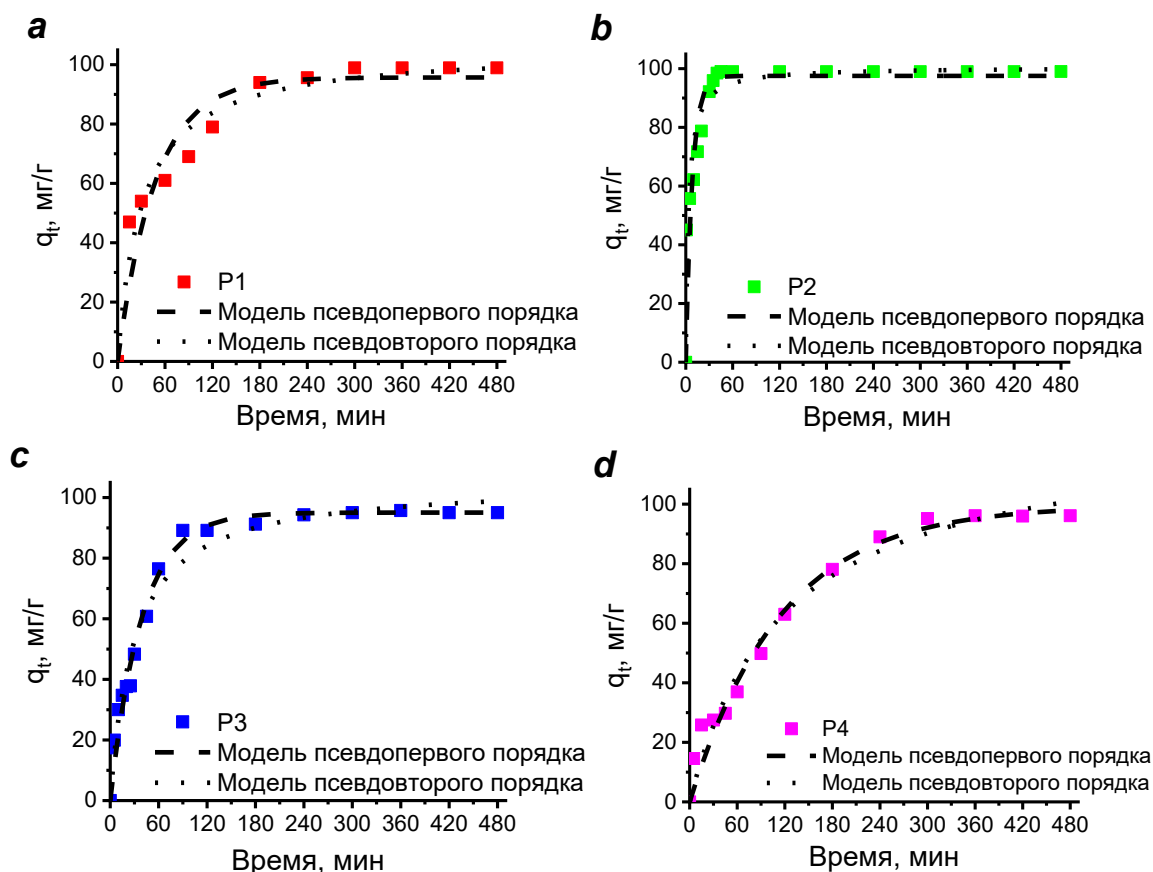 a
100
80
60
40
20
0
qt, мг/г
P1
Модель псевдопервого порядка
Модель псевдовторого порядка
0 60 120 180 240 300 360 420 480
Время, мин
b
100
80
60
40
20
0
qt, мг/г
P2
Модель псевдопервого порядка
Модель псевдовторого порядка
0 60 120 180 240 300 360 420 480
Время, мин
c
100
80
60
40
20
0
qt, мг/г
P3
Модель псевдопервого порядка
Модель псевдовторого порядка
0 60 120 180 240 300 360 420 480
Время, мин
d
100
80
60
40
20
0
qt, мг/г
P4
Модель псевдопервого порядка
Модель псевдовторого порядка
0 60 120 180 240 300 360 420 480
Время, мин